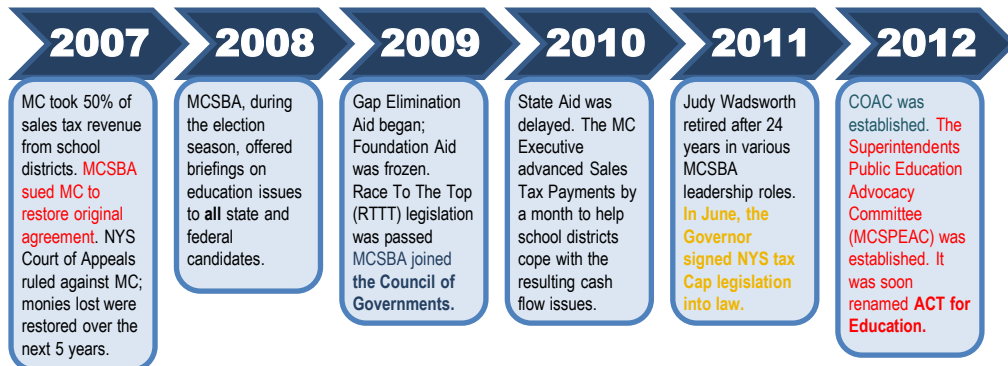 2007
2008
2009
2010
2011
2012
MC took 50% of
sales tax revenue
from school
districts. MCSBA
sued MC to
restore original
agreement. NYS
Court of Appeals
ruled against MC;
monies lost were
restored over the
next 5 years.
MCSBA, during
the election
season, offered
briefings on
education issues
to all state and
federal
candidates.
Gap Elimination
Aid began;
Foundation Aid
was frozen.
Race To The Top
(RTTT) legislation
was passed
MCSBA joined
the Council of
Governments.
State Aid was
delayed. The MC
Executive
advanced Sales
Tax Payments by
a month to help
school districts
cope with the
resulting cash
flow issues.
Judy Wadsworth
retired after 24
years in various
MCSBA
leadership roles.
In June, the
Governor
signed NYS tax
Cap legislation
into law.
COAC was
established. The
Superintendents
Public Education
Advocacy
Committee
(MCSPEAC) was
established. It
was soon
renamed ACT for
Education.